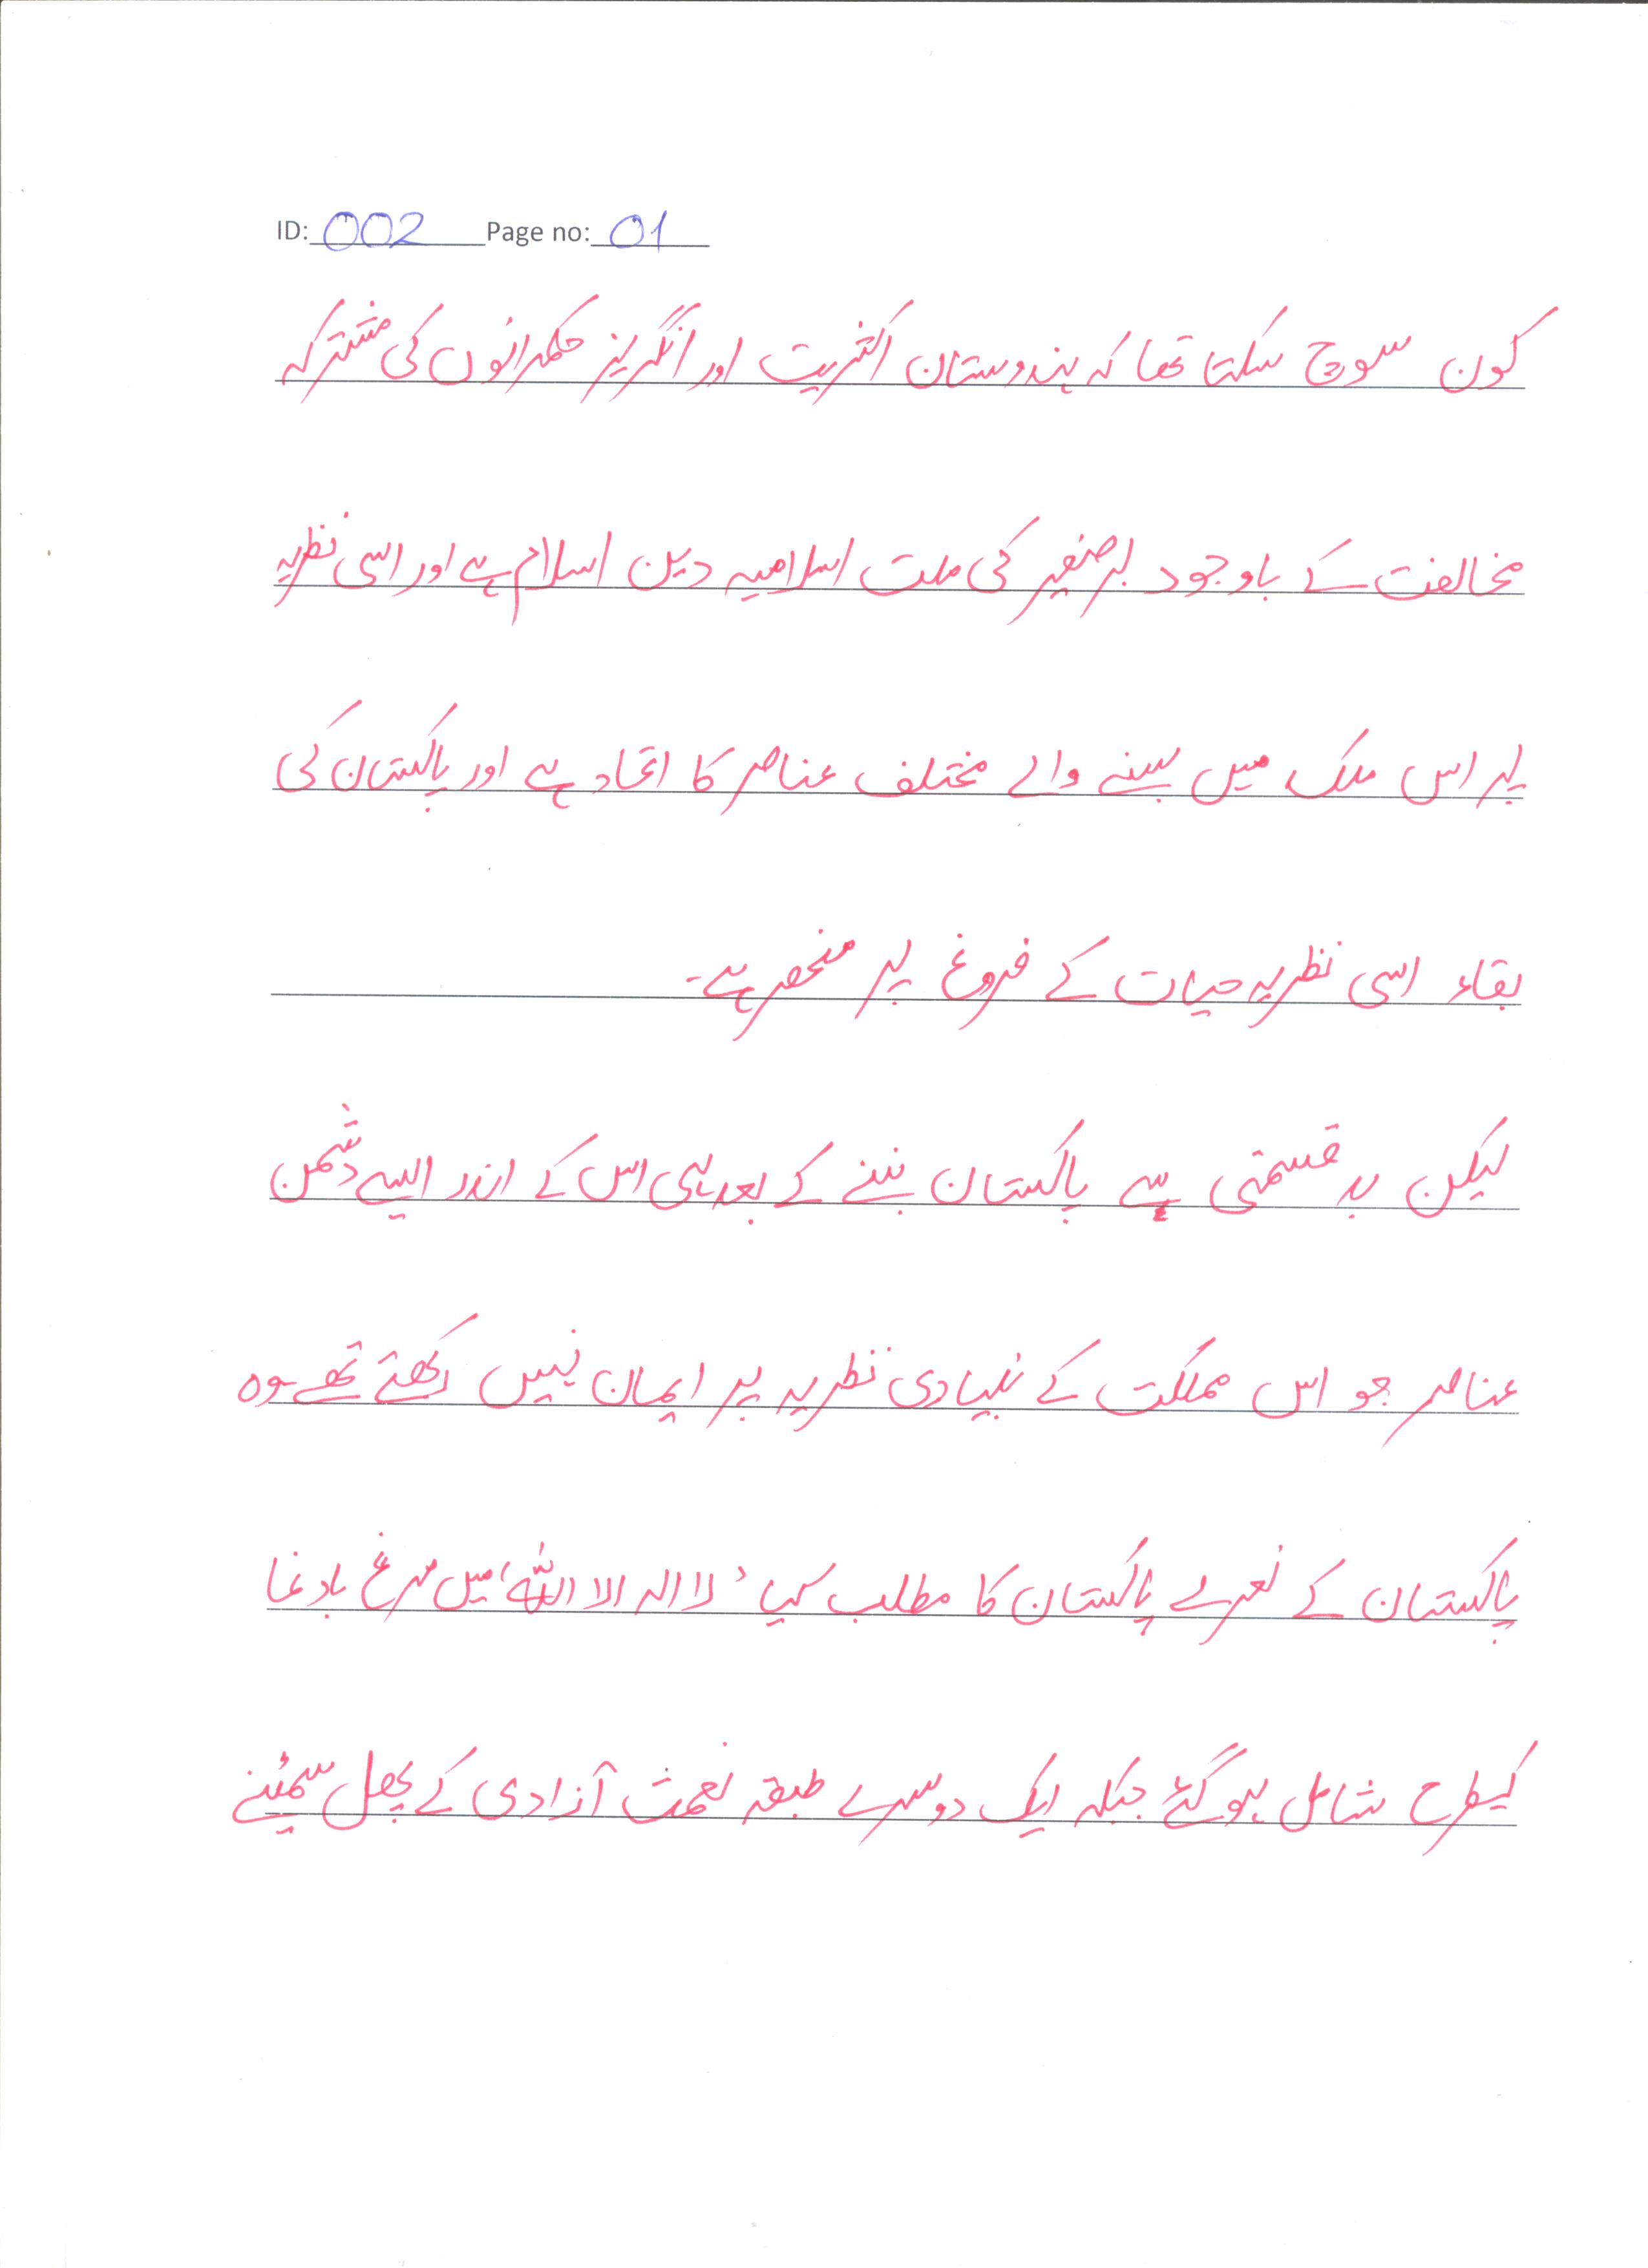 ID: 002 Page no: 01
کون سوچ سکتا تھا کہ ہندوستان اکثریت اور انگریز حکمرانوں کی مشترکہ
مخالفت کے باوجود برصغیر کی ملت اسلامیہ دین اسلام ہے اور اسی نظریہ
پر اس ملک میں بسنے والے مختلف عناصر کا اتحاد ہے اور پاکستان کی
بقاء اسی نظریہ حیات کے فروغ پر منحصر ہے۔
لیکن بد قسمتی سے پاکستان بننے کے بعد ہی اس کے اندر ایسے دشمن
عناصر جو اس مملکت کے بنیادی نظریہ پر ایمان نہیں رکھتے تھے۔وہ
پاکستان کے نعرے پاکستان کا مطلب کیا ’لا الہ الا اللہ‘ میں مرغ بادنما
کیطرح شامل ہو گئے جبکہ ایک دوسرے طبقہ نعمت آزادی کے پھل سمیٹنے